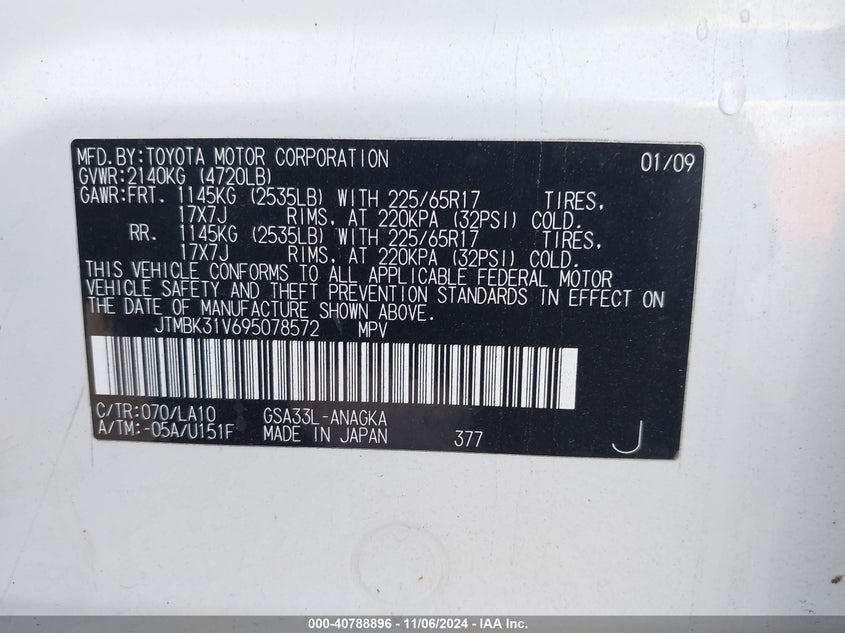 MFD.BY:TOYOTA MOTOR CORPORATION 01/09
GVWR:2140KG (4720LB)
GAWR:FRT. 1145KG (2535LB) WITH 225/65R17 TIRES,
17X7J RIMS, AT 220KPA (32PSI) COLD.
RR. 1145KG (2535LB) WITH 225/65R17 TIRES,
17X7J RIMS, AT 220KPA (32PSI) COLD.
THIS VEHICLE CONFORMS TO ALL APPLICABLE FEDERAL MOTOR
VEHICLE SAFETY AND THEFT PREVENTION STANDARDS IN EFFECT ON
THE DATE OF MANUFACTURE SHOWN ABOVE.
JTMBK31V695078572 MPV
C/TR:070/LA10 GSA33L-ANAGKA
A/TM:-05A/U151F MADE IN JAPAN 377 J
000-40788896 - 11/06/2024 - IAA Inc.